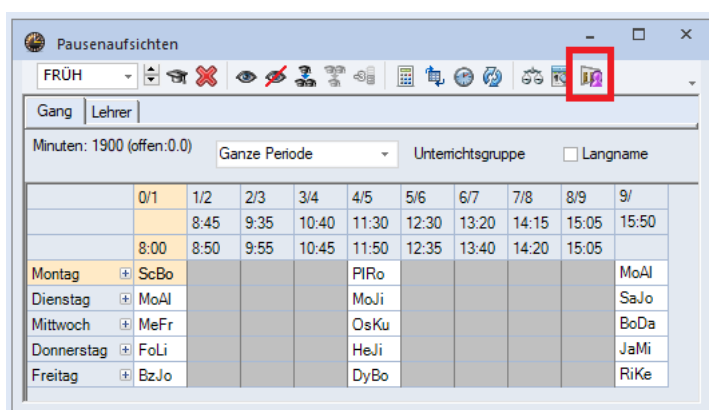 Pausenaufsichten
FRÜH
Gang Lehrer
Minuten: 1900 (offen:0.0) Ganze Periode Unterrichtsgruppe Langname
0/1 1/2 2/3 3/4 4/5 5/6 6/7 7/8 8/9 9/
8:45 9:35 10:40 11:30 12:30 13:20 14:15 15:05 15:50
8:00 8:50 9:55 10:45 11:50 12:35 13:40 14:20 15:05
Montag ScBo PlRo MoAl
Dienstag MoAl MoJi SaJo
Mittwoch MeFr OsKu BoDa
Donnerstag FoLi HeJi JaMi
Freitag BzJo DyBo RiKe